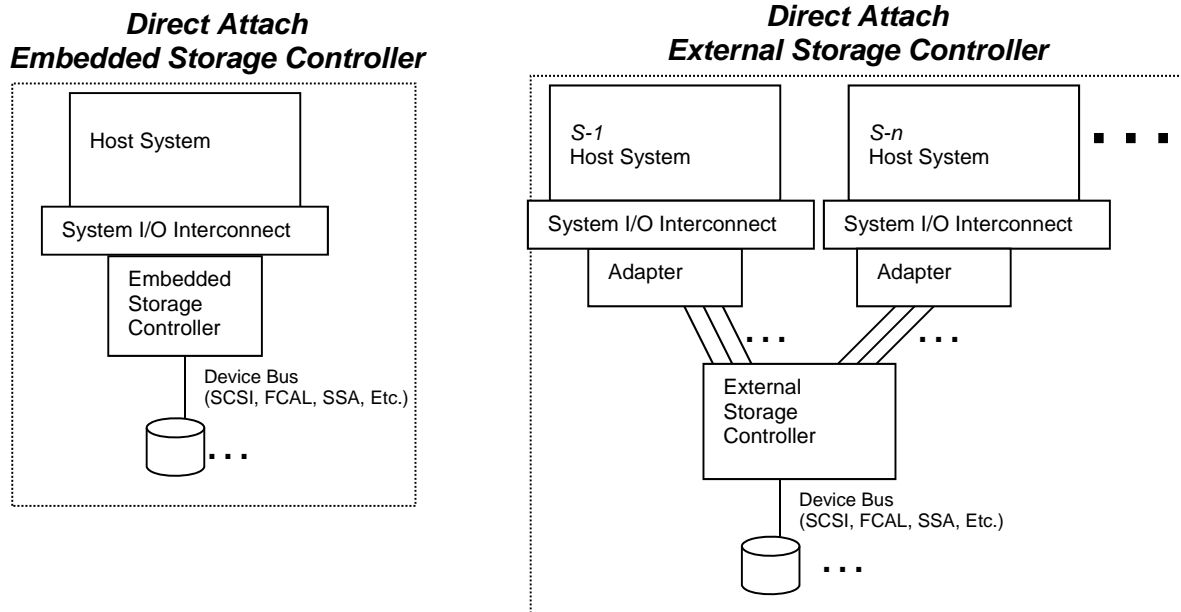 Direct Attach
Embedded Storage Controller
Host System
System I/O Interconnect
Embedded
Storage
Controller
Device Bus
(SCSI, FCAL, SSA, Etc.)
. . .
Direct Attach
External Storage Controller
S-1
Host System
S-n
Host System
. . .
System I/O Interconnect
System I/O Interconnect
Adapter
Adapter
. . .
. . .
External
Storage
Controller
Device Bus
(SCSI, FCAL, SSA, Etc.)
. . .